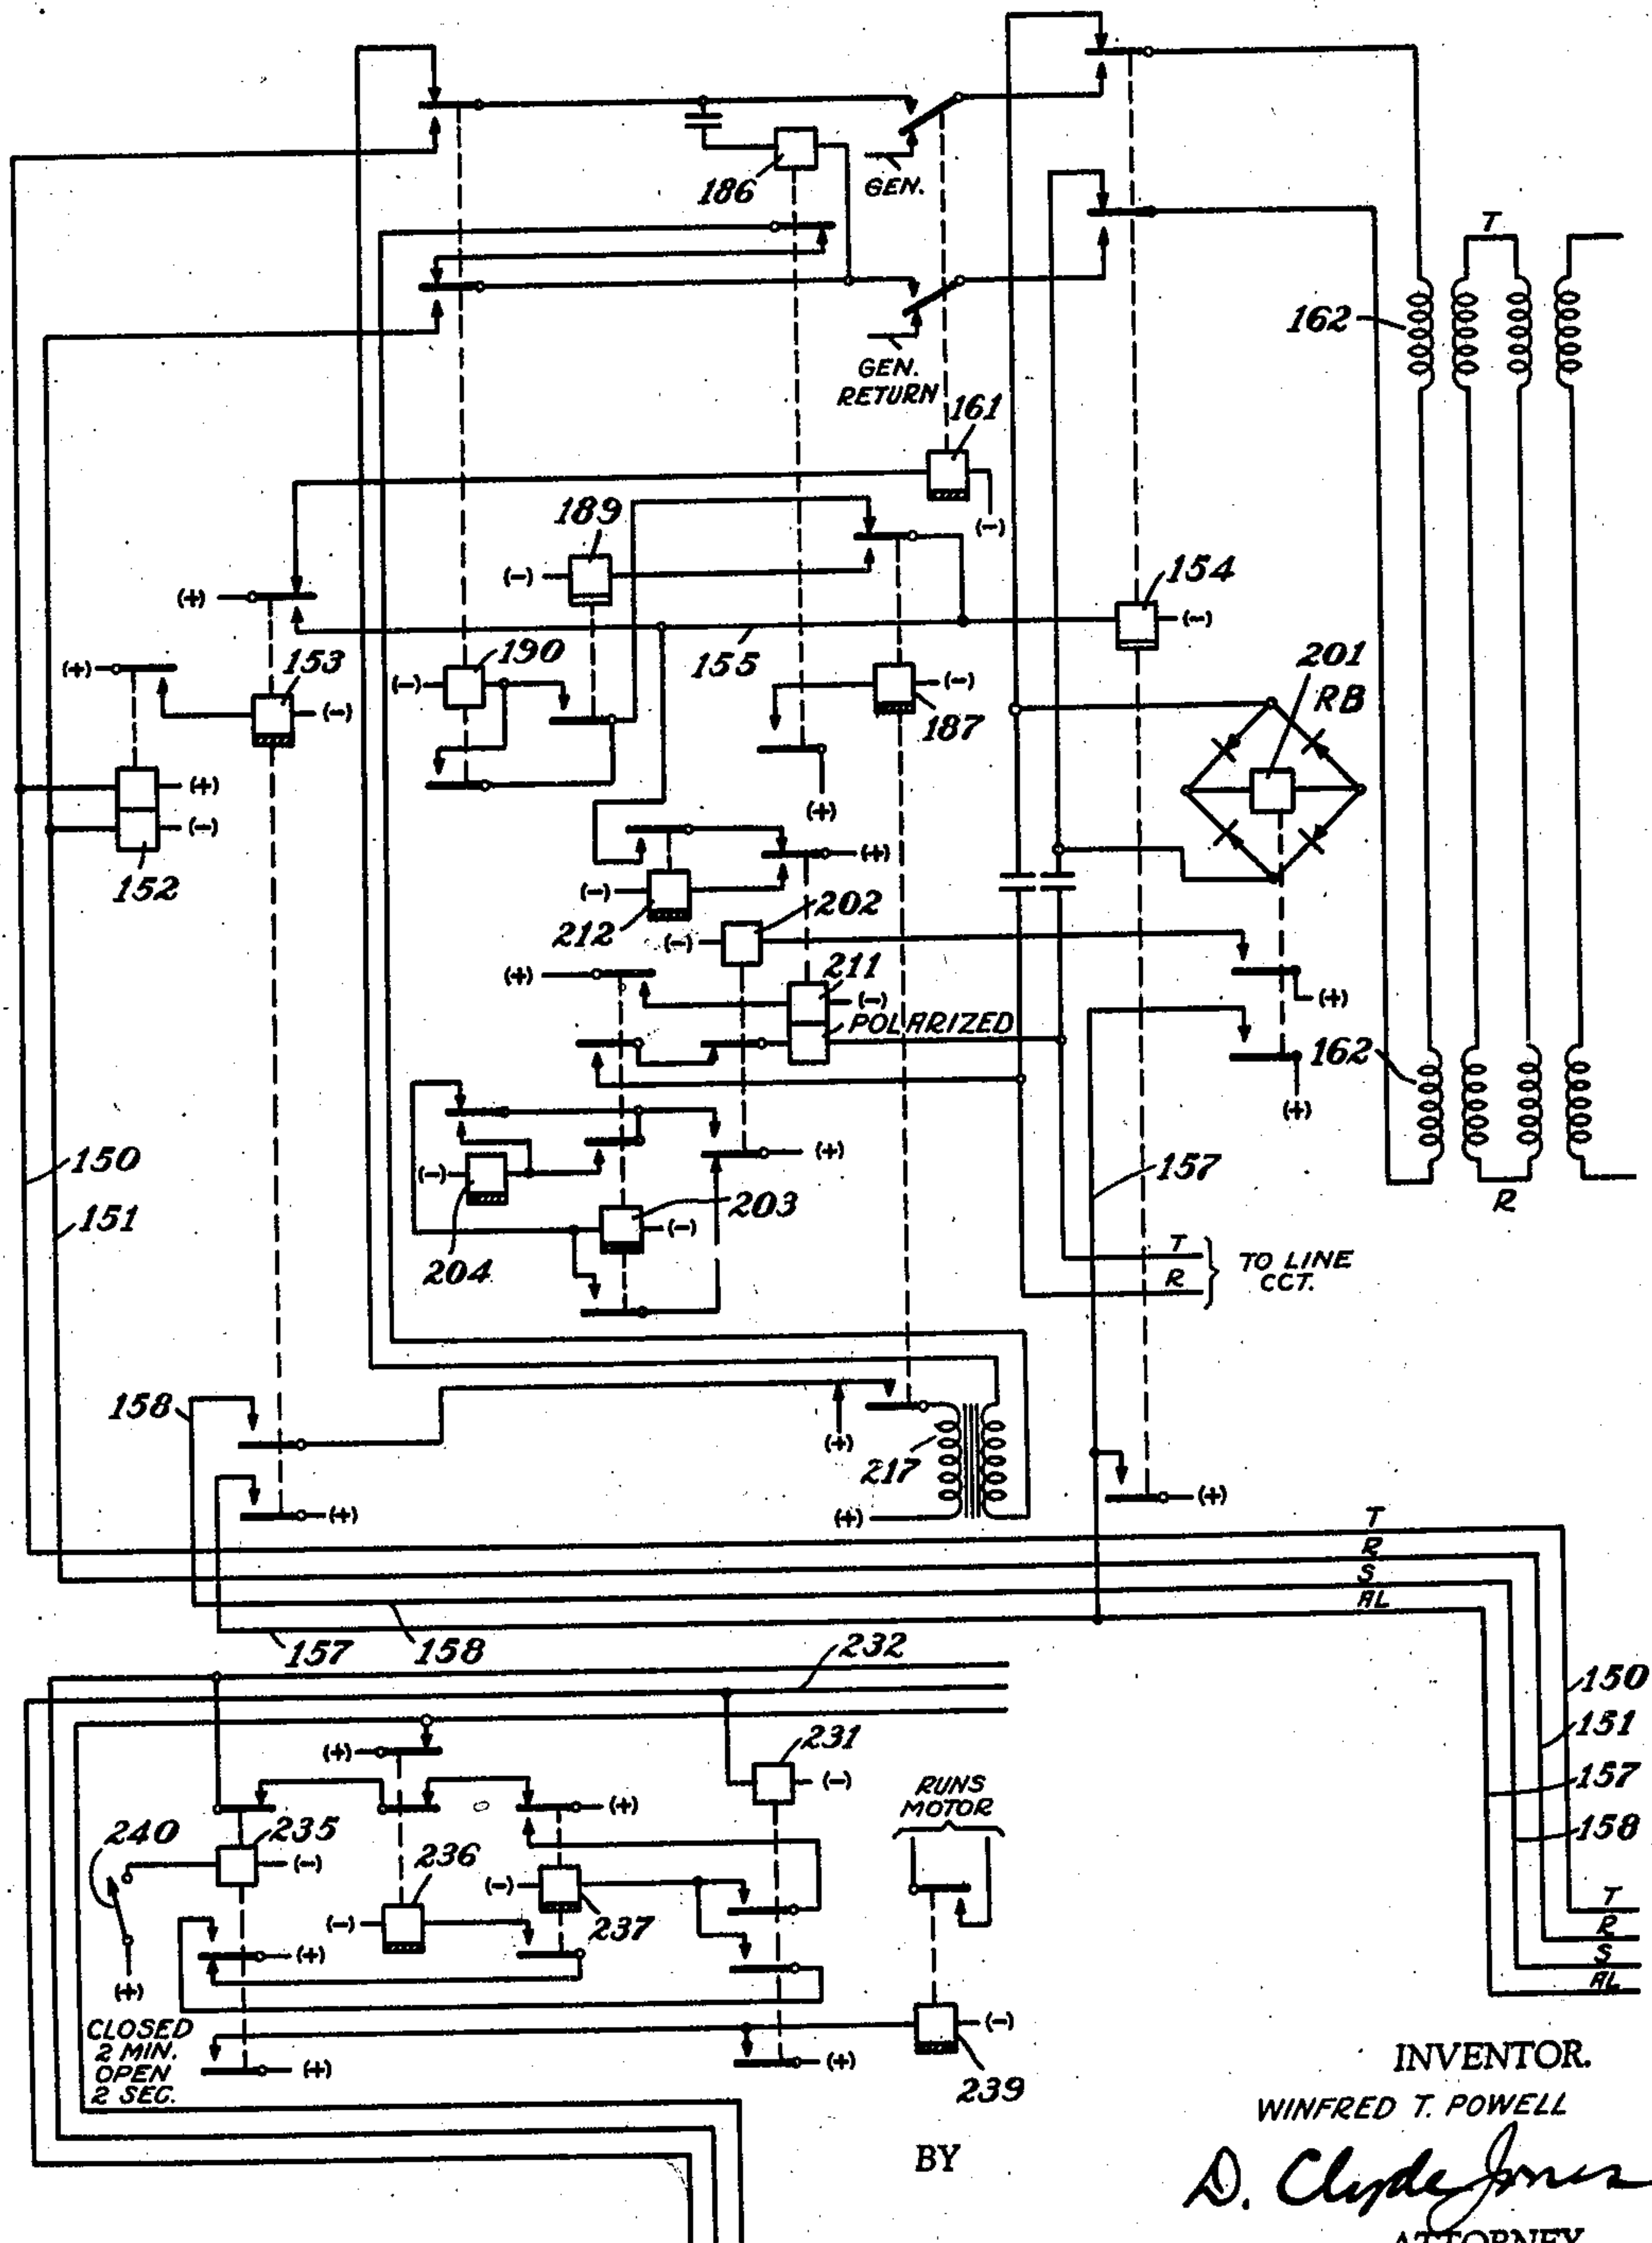 186
GEN.
T
162
GEN.
RETURN
161
(-)
189
(-)
154
(+)
(-)
155
(+)
153
190
201
RB
(-)
(-)
(-)
187
(+)
(-)
152
(+)
(+)
(-)
212
202
(-)
(+)
211
(-)
(+)
POLARIZED
162
(+)
150
(-)
(+)
157
151
203
(-)
R
204
T
R
TO LINE
CCT.
158
(+)
217
(+)
(+)
(+)
T
R
S
AL
157
158
232
150
(+)
231
(-)
151
RUNS
MOTOR
157
(+)
240
235
(-)
236
(-)
158
(-)
237
T
(+)
R
(+)
S
AL
CLOSED
2 MIN.
OPEN
2 SEC.
(-)
(+)
(+)
239
INVENTOR.
WINFRED T. POWELL
BY
D. Clyde Jones
ATTORNEY